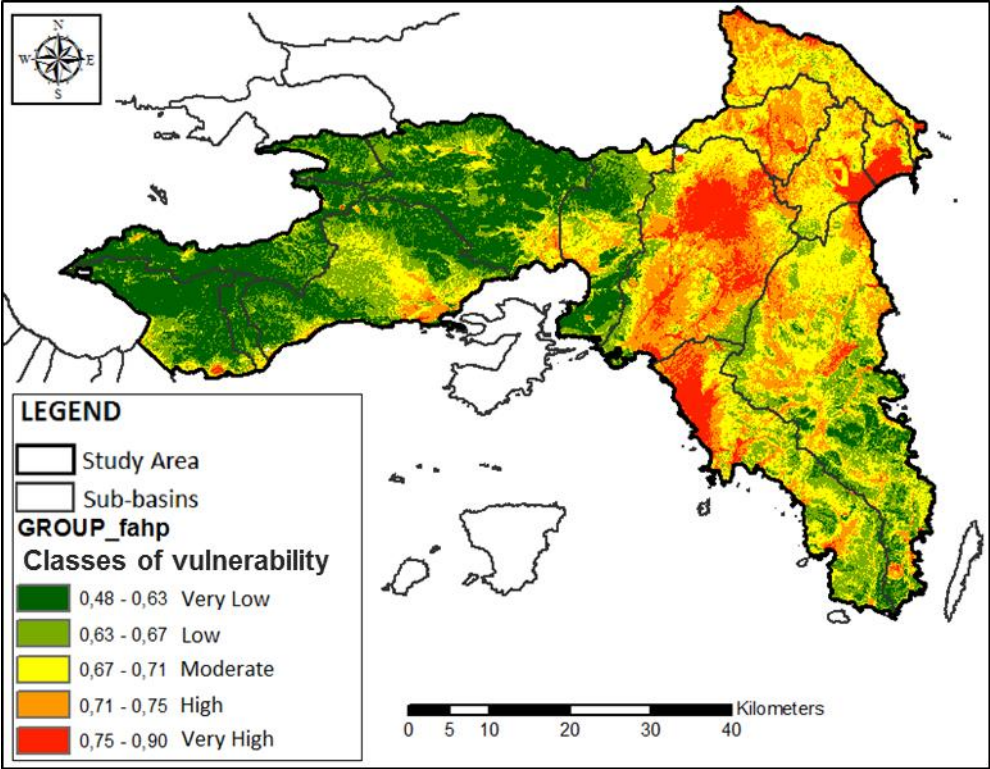 N
W E
S
LEGEND
Study Area
Sub-basins
GROUP_fahp
Classes of vulnerability
0,48 - 0,63 Very Low
0,63 - 0,67 Low
0,67 - 0,71 Moderate
0,71 - 0,75 High
0,75 - 0,90 Very High
Kilometers
0 5 10 20 30 40